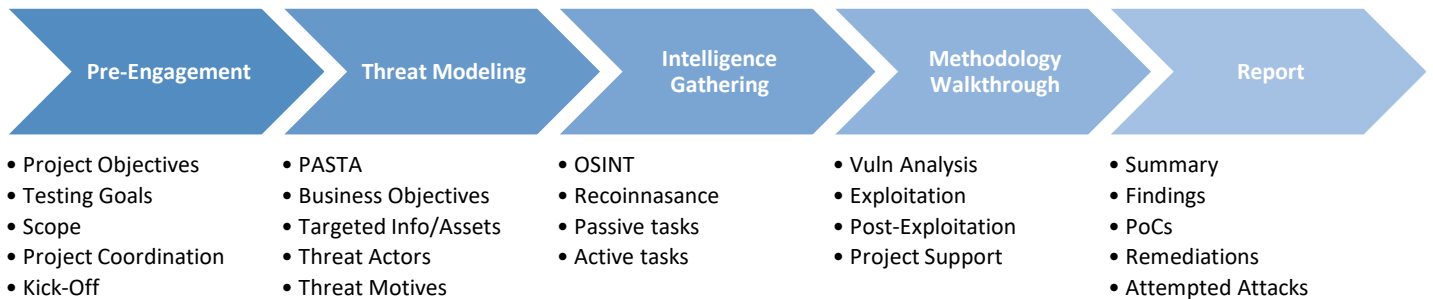 Pre-Engagement
• Project Objectives
• Testing Goals
• Scope
• Project Coordination
• Kick-Off
Threat Modeling
• PASTA
• Business Objectives
• Targeted Info/Assets
• Threat Actors
• Threat Motives
Intelligence
Gathering
• OSINT
• Recoinnasance
• Passive tasks
• Active tasks
Methodology
Walkthrough
• Vuln Analysis
• Exploitation
• Post-Exploitation
• Project Support
Report
• Summary
• Findings
• PoCs
• Remediations
• Attempted Attacks